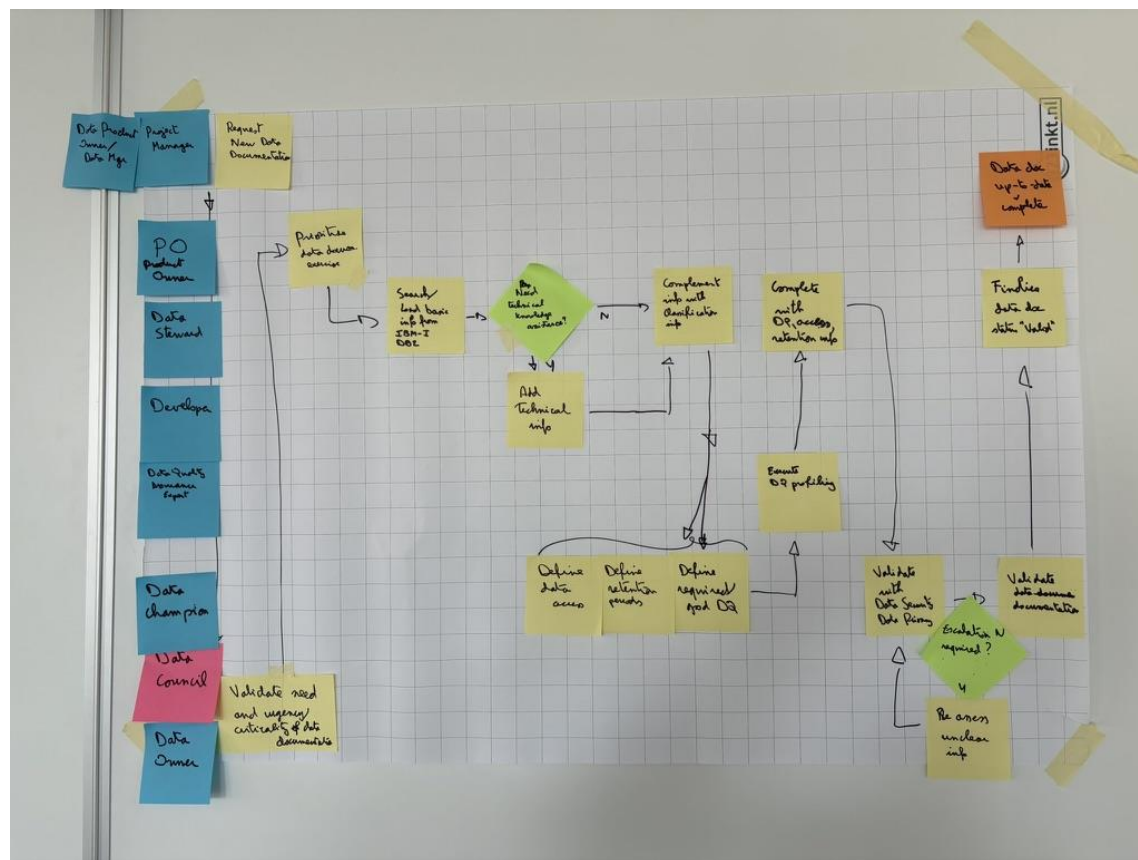 Data Product
Owner/
Data Mgr
Project
Manager
Request
New Data
Documentation
PO
Product
Owner
Data
Steward
Developer
Data Quality
Assurance
Expert
Data
Champion
Data
Council
Data
Owner
Validate need
and urgency/
criticality of data
documentatio
Prioritise
data docum
exercise
Search/
Load basic
info from
IBM-I
DB2
Need
technical
knowledge
assistance?
N
Y
Add
Technical
info
Complement
info with
Classification
info
Define
data
access
Define
retention
periods
Define
required/
good DQ
Execute
DQ profiling
Complete
with
DQ, access,
retention info
Validate
with
Data Security
Data Privacy
Escalation N
required?
Y
Re assess
unclear
info
Validate
data docume
documentation
Finalises
data doc
status "Valid"
Data doc
up-to-date
complete
inkt.nl